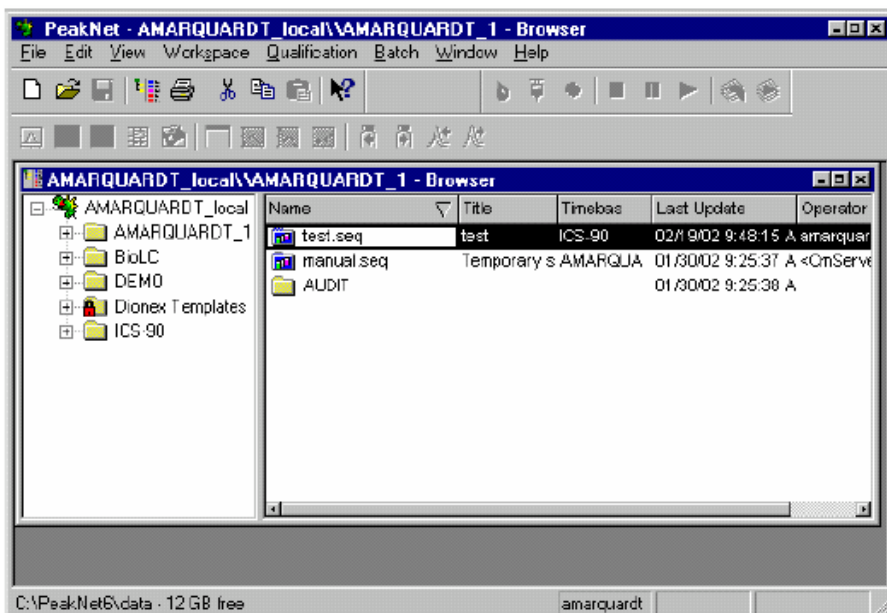 PeakNet - AMARQUARDT_local\\AMARQUARDT_1 - Browser
File Edit View Workspace Qualification Batch Window Help
AMARQUARDT_local\\AMARQUARDT_1 - Browser
AMARQUARDT_local
AMARQUARDT_1
BioLC
DEMO
Dionex Templates
ICS-90
Name Title Timebas Last Update Operator
test.seq test ICS-90 02/19/02 9:48:15 A amarquar
manual.seq Temporary s AMARQUA 01/30/02 9:25:37 A <OmServe
AUDIT 01/30/02 9:25:38 A
C:\PeakNet6\data - 12 GB free amarquardt